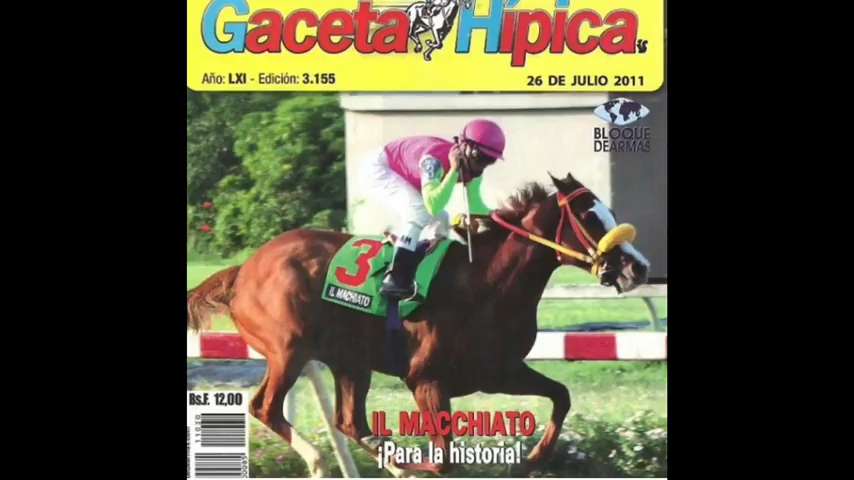 Gaceta Hípica
Año: LXI - Edición: 3.155
26 DE JULIO 2011
BLOQUE
DEARMAS
3
IL MACCHIATO
Bs.F. 12,00
IL MACCHIATO
¡Para la historia!